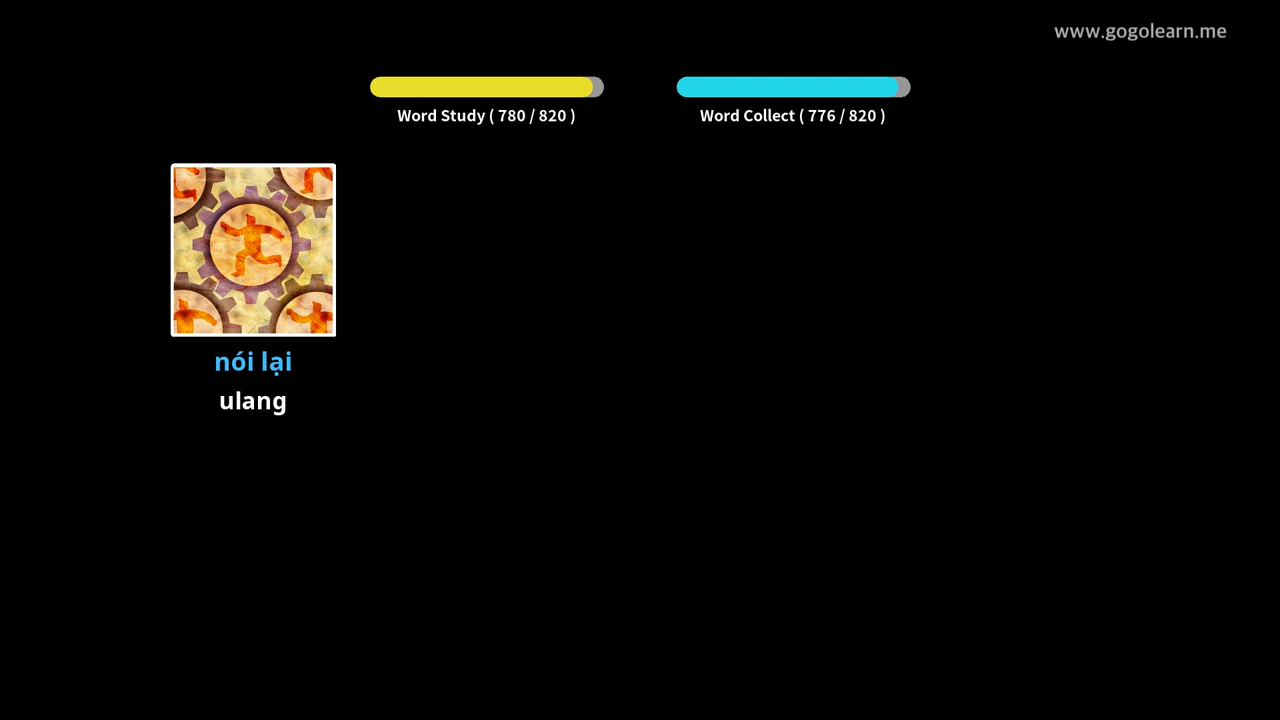 www.gogolearn.me
Word Study ( 780 / 820 )
Word Collect ( 776 / 820 )
nói lại
ulang